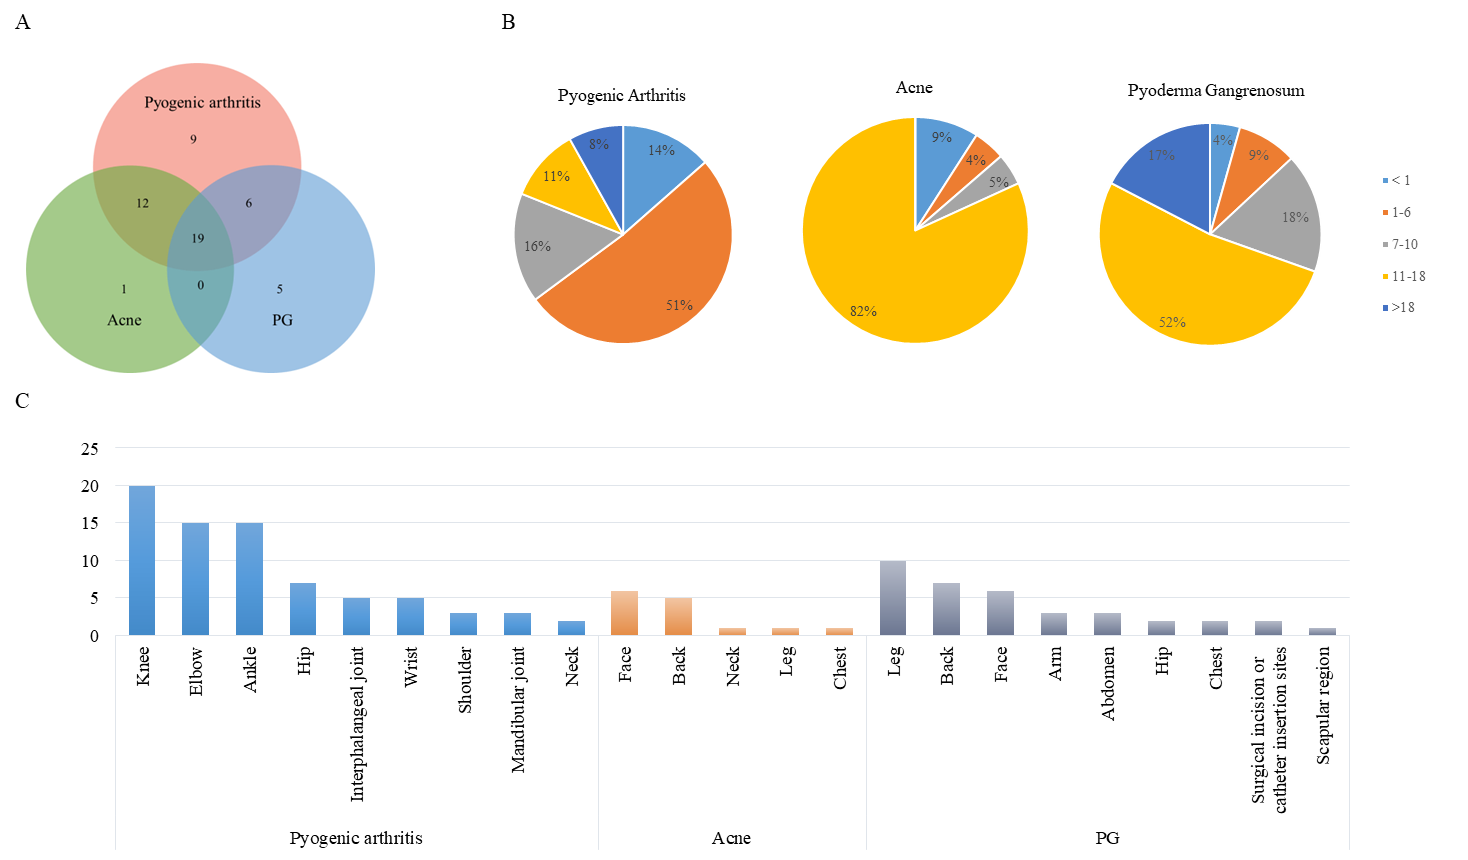 A
B
Pyogenic arthritis
9
12
6
19
0
1
5
Acne
PG
Pyogenic Arthritis
8%
14%
11%
16%
51%
Acne
9%
4%
5%
82%
Pyoderma Gangrenosum
4%
17%
9%
18%
52%
< 1
1-6
7-10
11-18
>18
C
25
20
15
10
5
0
Knee
Elbow
Ankle
Hip
Interphalangeal joint
Wrist
Shoulder
Mandibular joint
Neck
Face
Back
Neck
Leg
Chest
Leg
Back
Face
Arm
Abdomen
Hip
Chest
Surgical incision or
catheter insertion sites
Scapular region
Pyogenic arthritis
Acne
PG